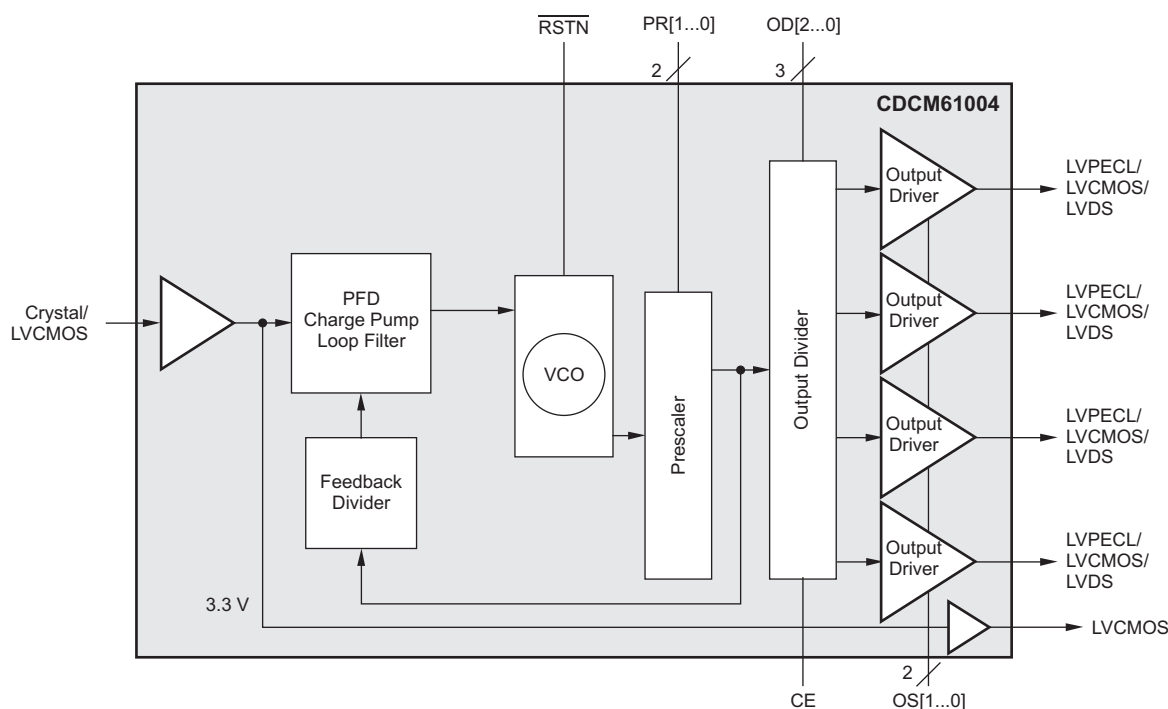 RSTN
PR[1...0]
OD[2...0]
2
3
CDCM61004
Output
Driver
LVPECL/
LVCMOS/
LVDS
Output
Driver
LVPECL/
LVCMOS/
LVDS
Crystal/
LVCMOS
PFD
Charge Pump
Loop Filter
VCO
Prescaler
Output Divider
Feedback
Divider
Output
Driver
LVPECL/
LVCMOS/
LVDS
Output
Driver
LVPECL/
LVCMOS/
LVDS
3.3 V
LVCMOS
2
CE
OS[1...0]